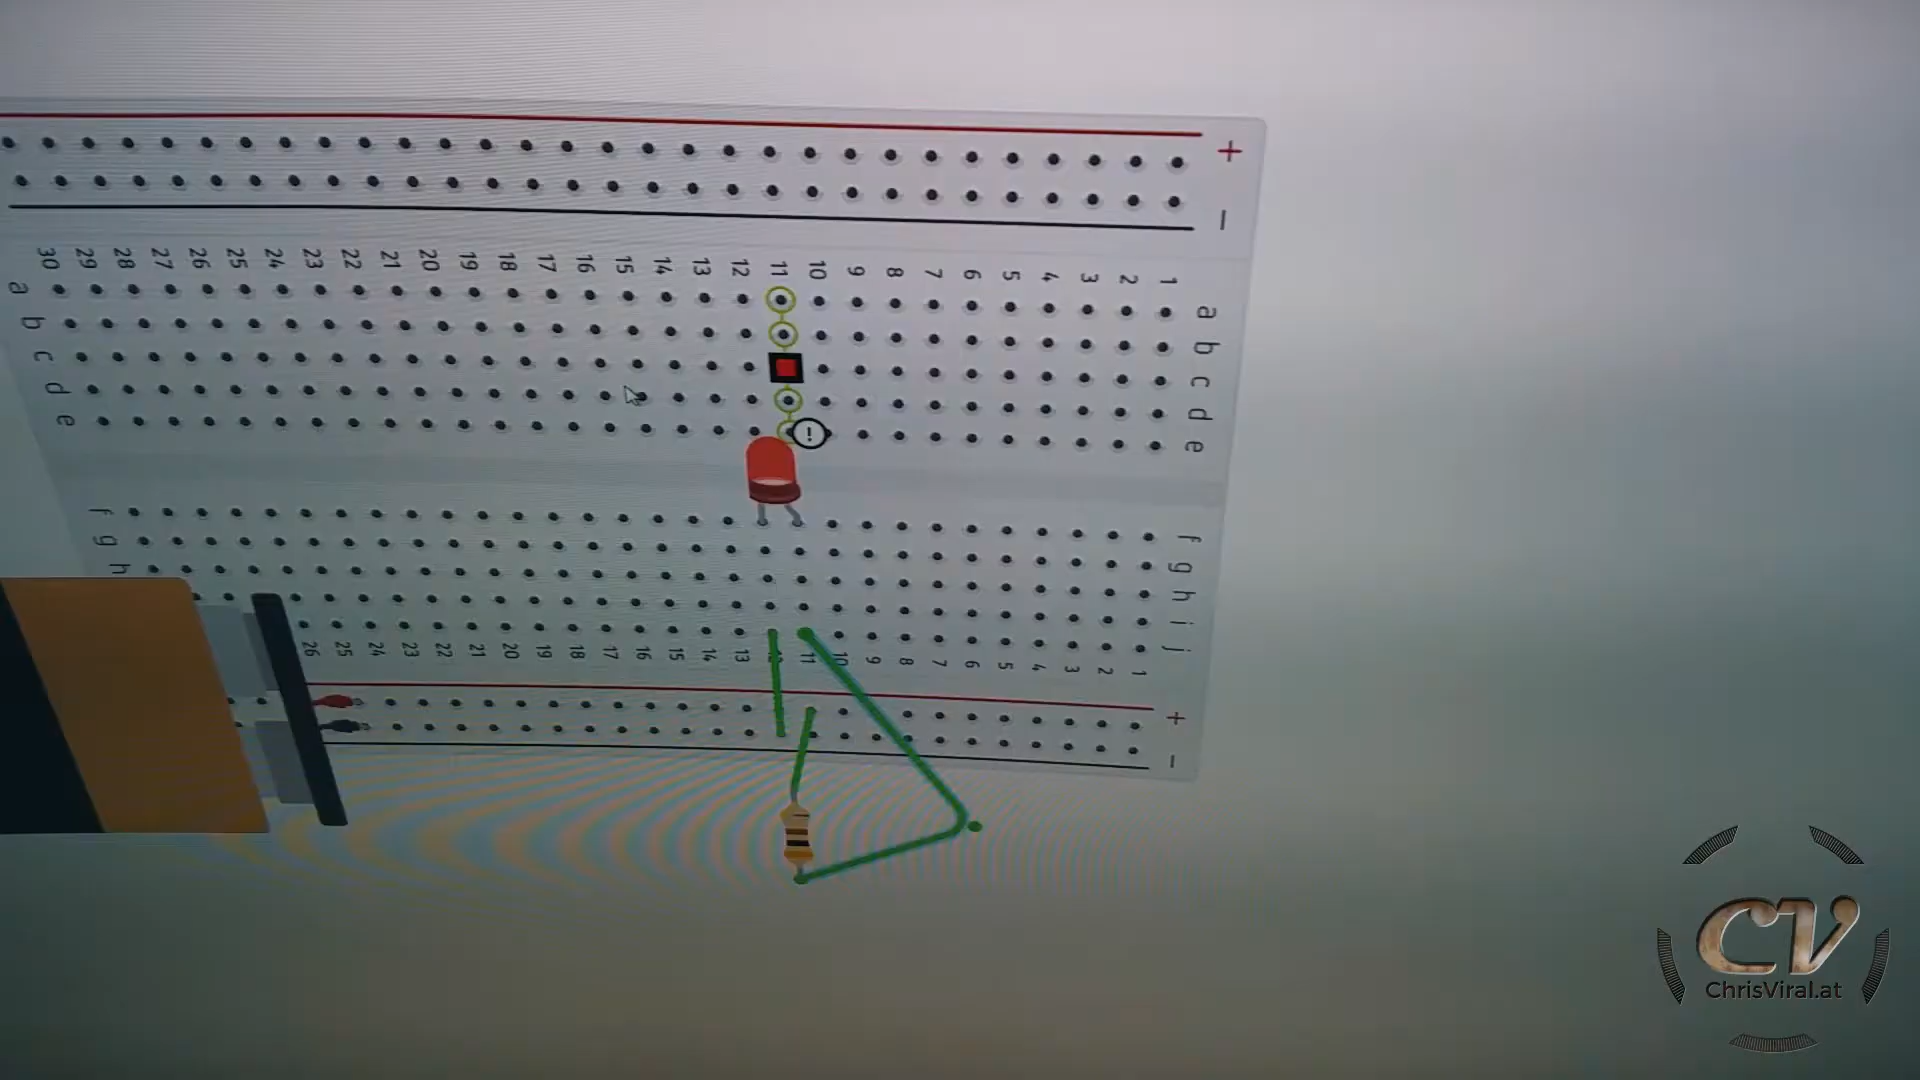 +
−
30 29 28 27 26 25 24 23 22 21 20 19 18 17 16 15 14 13 12 11 10 9 8 7 6 5 4 3 2 1
a a
b b
c c
d d
e e
f f
g g
h h
i
j
26 25 24 23 22 21 20 19 18 17 16 15 14 13 12 11 10 9 8 7 6 5 4 3 2 1
+
−
CV
ChrisViral.at